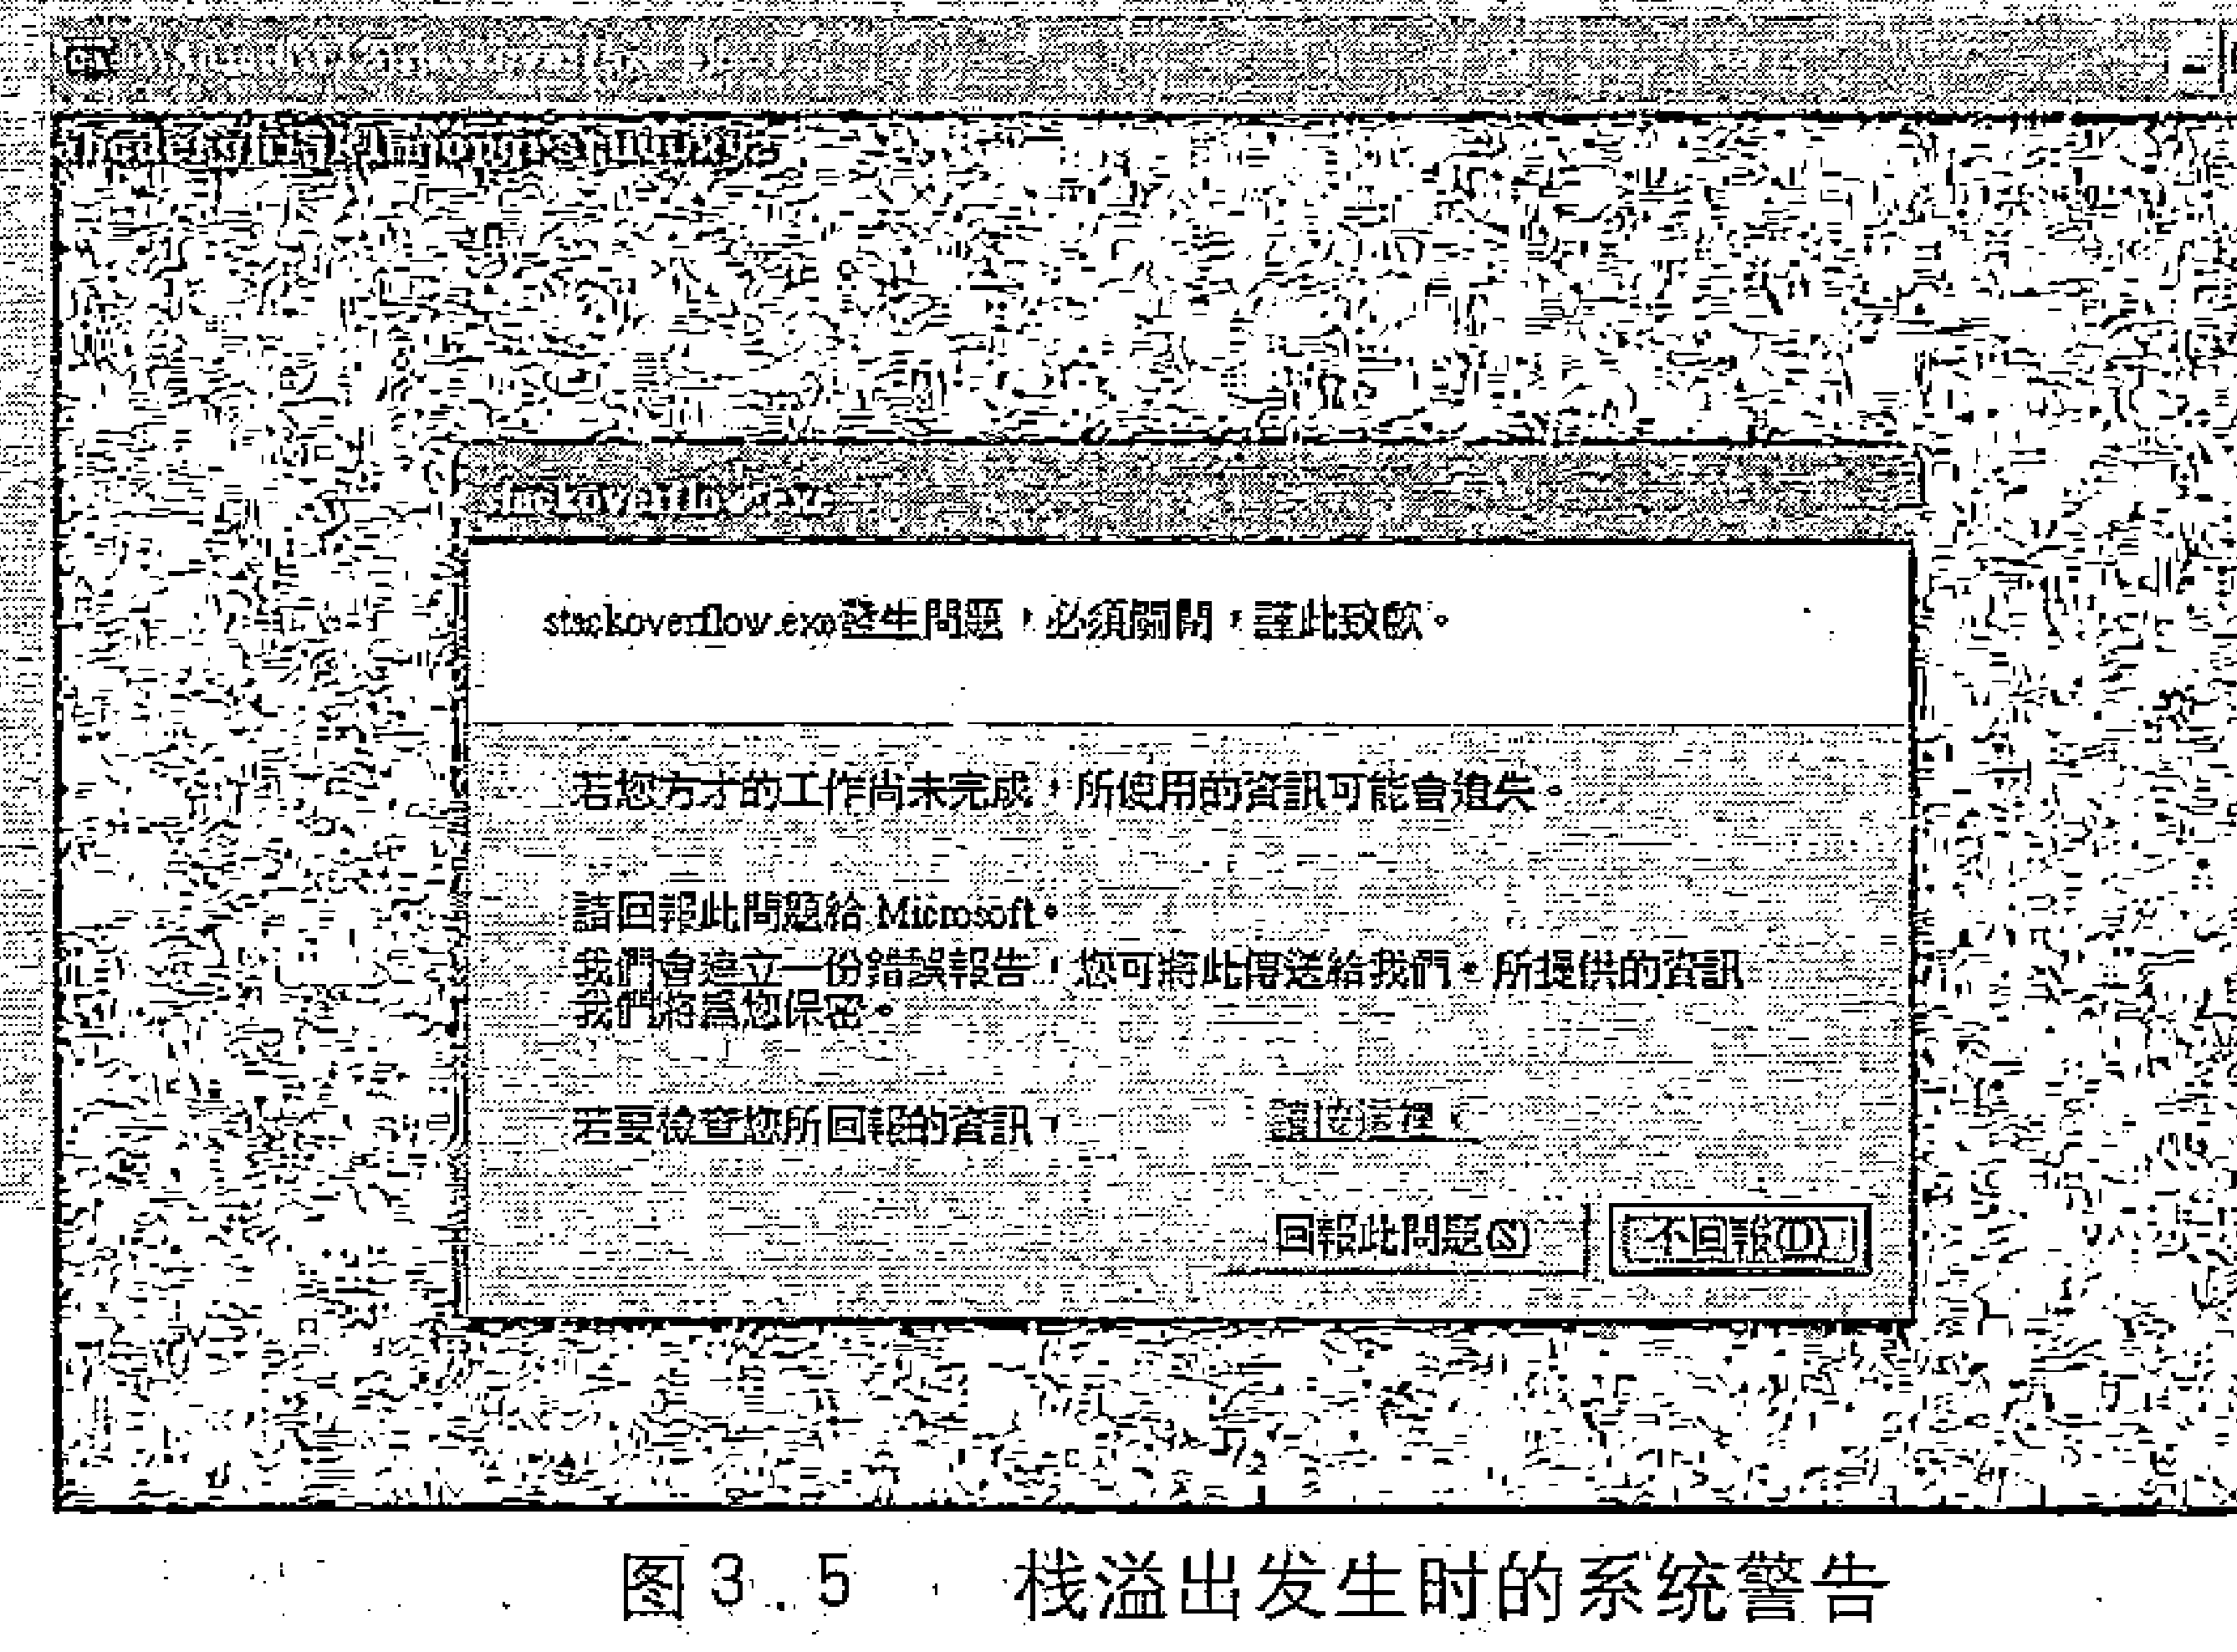 abcdefghijklmnopqrstuvwxyz
stackoverflow.exe
stackoverflow.exe發生問題，必須關閉，謹此致歉。
若您方才的工作尚未完成，所使用的資訊可能會遺失。
請回報此問題給 Microsoft。
我們會建立一份錯誤報告，您可將此傳送給我們。所提供的資訊
我們將為您保密。
若要檢查您所回報的資訊， 請按這裡。
回報此問題(S) 不回報(D)
图3.5 栈溢出发生时的系统警告